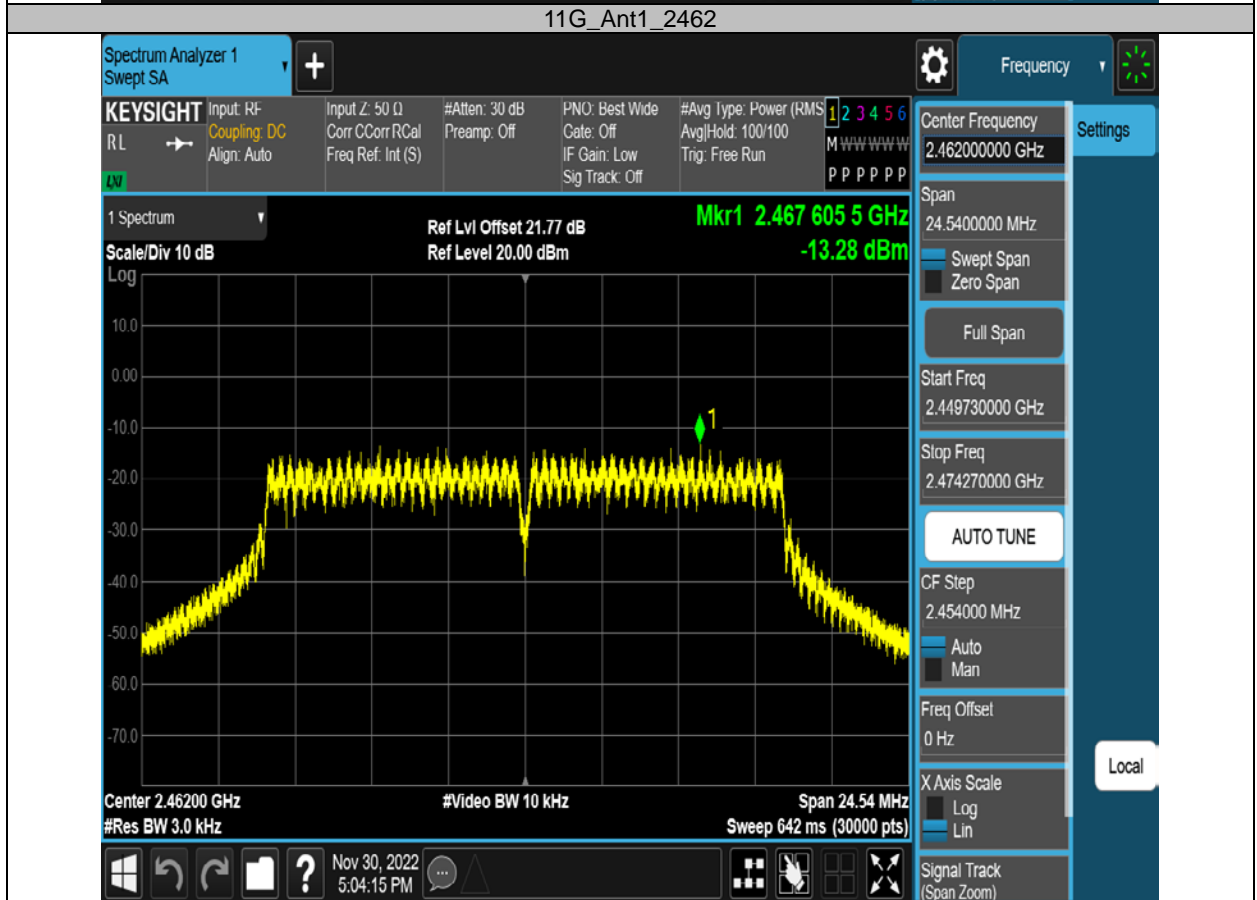 11G_Ant1_2462
Spectrum Analyzer 1
Swept SA
+
Frequency
KEYSIGHT
RL
LXI
Input: RF
Coupling: DC
Align: Auto
Input Z: 50 Ω
Corr CCorr RCal
Freq Ref: Int (S)
#Atten: 30 dB
Preamp: Off
PNO: Best Wide
Gate: Off
IF Gain: Low
Sig Track: Off
#Avg Type: Power (RMS
Avg|Hold: 100/100
Trig: Free Run
1 2 3 4 5 6
M W W W W W
P P P P P P
1 Spectrum
Scale/Div 10 dB
Log
Ref Lvl Offset 21.77 dB
Ref Level 20.00 dBm
Mkr1 2.467 605 5 GHz
-13.28 dBm
10.0
0.00
-10.0
-20.0
-30.0
-40.0
-50.0
-60.0
-70.0
1
Center 2.46200 GHz
#Res BW 3.0 kHz
#Video BW 10 kHz
Span 24.54 MHz
Sweep 642 ms (30000 pts)
Center Frequency
2.462000000 GHz
Settings
Span
24.5400000 MHz
Swept Span
Zero Span
Full Span
Start Freq
2.449730000 GHz
Stop Freq
2.474270000 GHz
AUTO TUNE
CF Step
2.454000 MHz
Auto
Man
Freq Offset
0 Hz
X Axis Scale
Log
Lin
Local
Signal Track
(Span Zoom)
?
Nov 30, 2022
5:04:15 PM